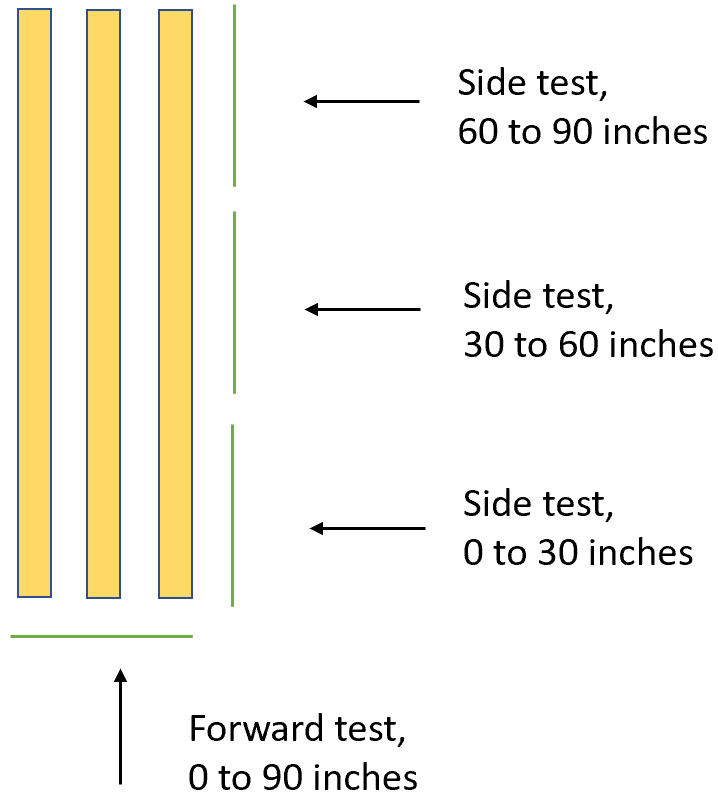 Side test,
60 to 90 inches
Side test,
30 to 60 inches
Side test,
0 to 30 inches
Forward test,
0 to 90 inches